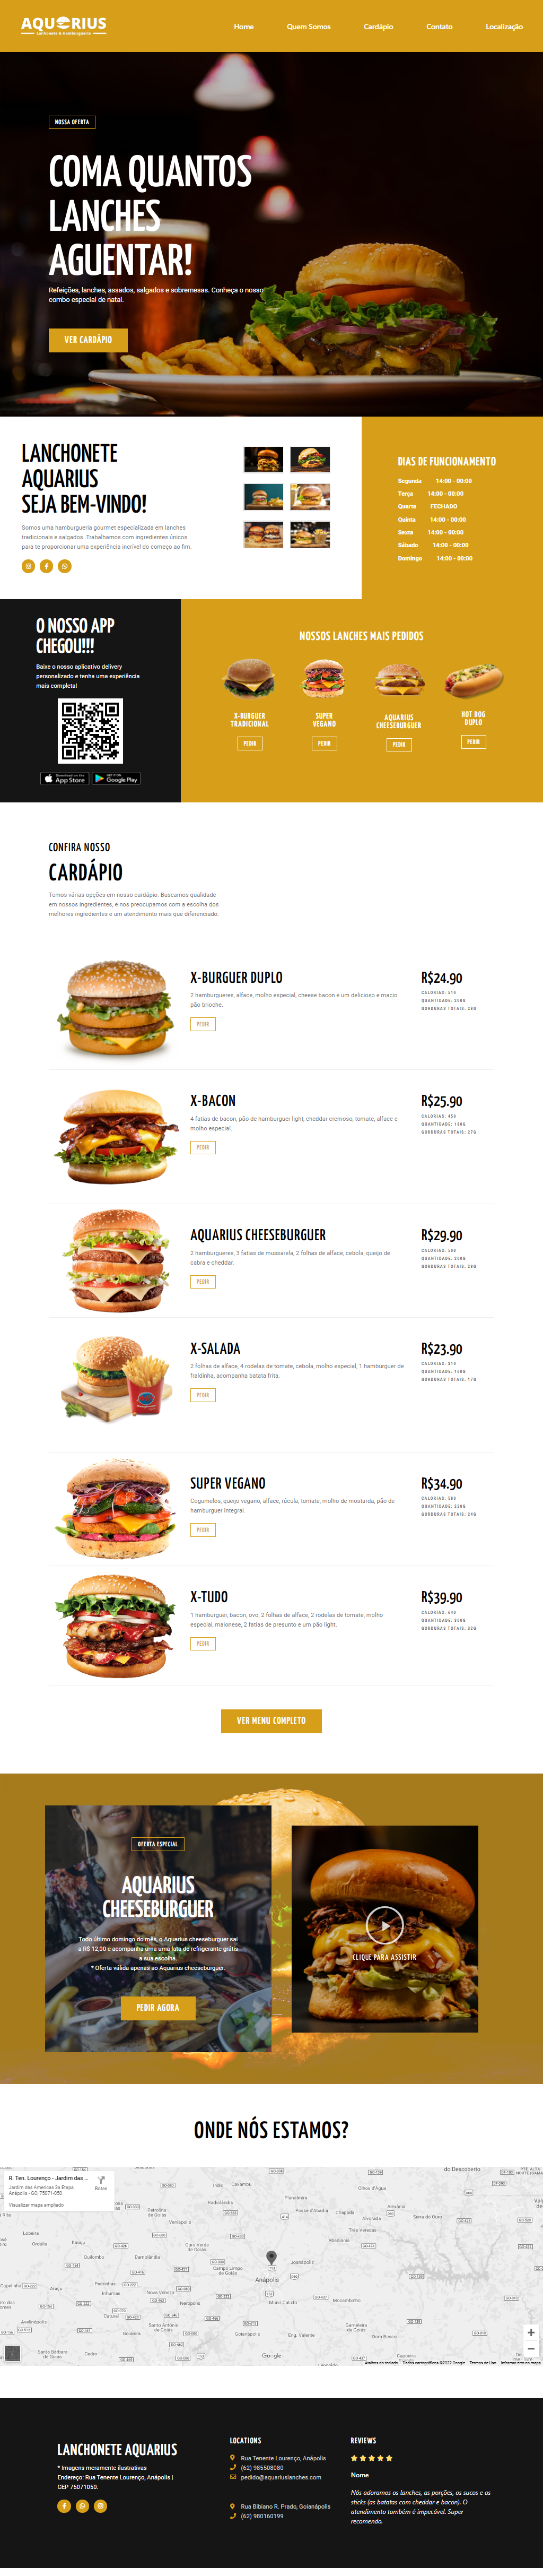 AQUORIUS
Lanchonete & Hamburgueria
Home
Quem Somos
Cardápio
Contato
Localização
NOSSA OFERTA
COMA QUANTOS
LANCHES
AGUENTAR!
Refeições, lanches, assados, salgados e sobremesas. Conheça o nosso
combo especial de natal.
VER CARDÁPIO
LANCHONETE
AQUARIUS
SEJA BEM-VINDO!
Somos uma hamburgueria gourmet especializada em lanches
tradicionais e salgados. Trabalhamos com ingredientes únicos
para te proporcionar uma experiência incrível do começo ao fim.
DIAS DE FUNCIONAMENTO
Segunda 14:00 - 00:00
Terça 14:00 - 00:00
Quarta FECHADO
Quinta 14:00 - 00:00
Sexta 14:00 - 00:00
Sábado 14:00 - 00:00
Domingo 14:00 - 00:00
O NOSSO APP
CHEGOU!!!
Baixe o nosso aplicativo delivery
personalizado e tenha uma experiência
mais completa!
Download on the
App Store
GET IT ON
Google Play
NOSSOS LANCHES MAIS PEDIDOS
X-BURGUER
TRADICIONAL
PEDIR
SUPER
VEGANO
PEDIR
AQUARIUS
CHEESEBURGUER
PEDIR
HOT DOG
DUPLO
PEDIR
CONFIRA NOSSO
CARDÁPIO
Temos várias opções em nosso cardápio. Buscamos qualidade
em nossos ingredientes, e nos preocupamos com a escolha dos
melhores ingredientes e um atendimento mais que diferenciado.
X-BURGUER DUPLO
2 hamburgueres, alface, molho especial, cheese bacon e um delicioso e macio
pão brioche.
PEDIR
R$24.90
CALORIAS: 510
QUANTIDADE: 200G
GORDURAS TOTAIS: 28G
X-BACON
4 fatias de bacon, pão de hamburguer light, cheddar cremoso, tomate, alface e
molho especial.
PEDIR
R$25.90
CALORIAS: 450
QUANTIDADE: 180G
GORDURAS TOTAIS: 27G
AQUARIUS CHEESEBURGUER
2 hamburgueres, 3 fatias de mussarela, 2 folhas de alface, cebola, queijo de
cabra e cheddar.
PEDIR
R$29.90
CALORIAS: 500
QUANTIDADE: 200G
GORDURAS TOTAIS: 28G
X-SALADA
2 folhas de alface, 4 rodelas de tomate, cebola, molho especial, 1 hamburguer de
fraldinha, acompanha batata frita.
PEDIR
R$23.90
CALORIAS: 310
QUANTIDADE: 150G
GORDURAS TOTAIS: 17G
SUPER VEGANO
Cogumelos, queijo vegano, alface, rúcula, tomate, molho de mostarda, pão de
hamburguer integral.
PEDIR
R$34.90
CALORIAS: 580
QUANTIDADE: 220G
GORDURAS TOTAIS: 24G
X-TUDO
1 hamburguer, bacon, ovo, 2 folhas de alface, 2 rodelas de tomate, molho
especial, maionese, 2 fatias de presunto e um pão light.
PEDIR
R$39.90
CALORIAS: 600
QUANTIDADE: 300G
GORDURAS TOTAIS: 32G
VER MENU COMPLETO
OFERTA ESPECIAL
AQUARIUS
CHEESEBURGUER
Todo último domingo do mês, o Aquarius cheeseburguer sai
a R$ 12,00 e acompanha uma uma lata de refrigerante grátis
a sua escolha.
* Oferta válida apenas ao Aquarius cheeseburguer.
PEDIR AGORA
CLIQUE PARA ASSISTIR
ONDE NÓS ESTAMOS?
R. Ten. Lourenço - Jardim das ...
Jardim das Americas 3a Etapa,
Anápolis - GO, 75071-050
Rotas
Visualizar mapa ampliado
Anápolis
Google
Atalhos do teclado
Dados cartográficos ©2022 Google
Termos de Uso
Informar erro no mapa
LANCHONETE AQUARIUS
* Imagens meramente ilustrativas
Endereço: Rua Tenente Lourenço, Anápolis |
CEP 75071050.
LOCATIONS
Rua Tenente Lourenço, Anápolis
(62) 985508080
pedido@aquariuslanches.com
Rua Bibiano R. Prado, Goianápolis
(62) 980160199
REVIEWS
Nome
Nós adoramos os lanches, as porções, os sucos e as
sticks (as batatas com cheddar e bacon). O
atendimento também é impecável. Super
recomendo.